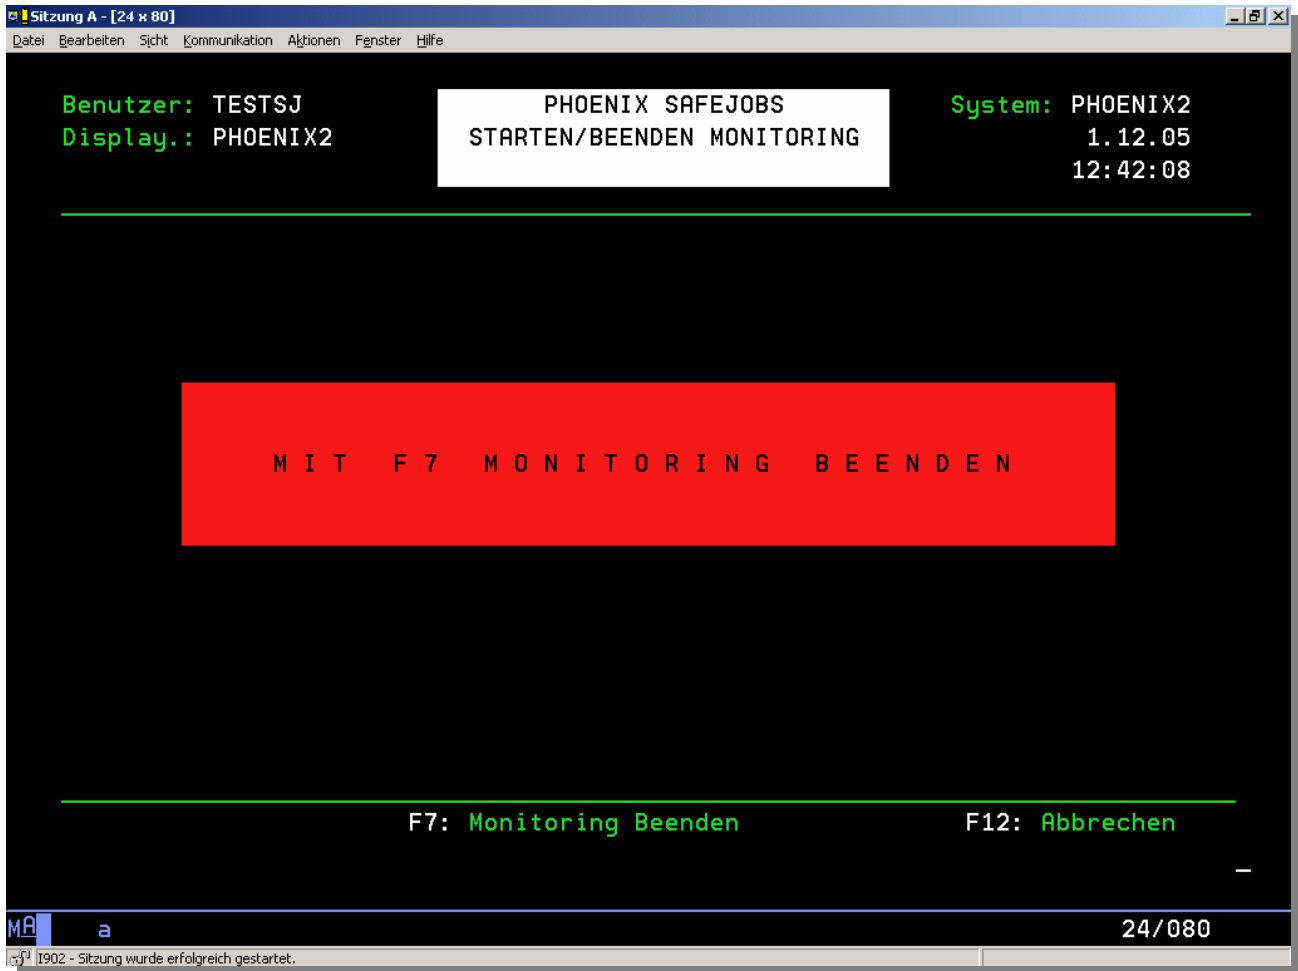 Sitzung A - [24 x 80]
Datei Bearbeiten Sicht Kommunikation Aktionen Fenster Hilfe
Benutzer: TESTSJ PHOENIX SAFEJOBS System: PHOENIX2
Display.: PHOENIX2 STARTEN/BEENDEN MONITORING 1.12.05
12:42:08
M I T F 7 M O N I T O R I N G B E E N D E N
F7: Monitoring Beenden F12: Abbrechen
MA a 24/080
I902 - Sitzung wurde erfolgreich gestartet.